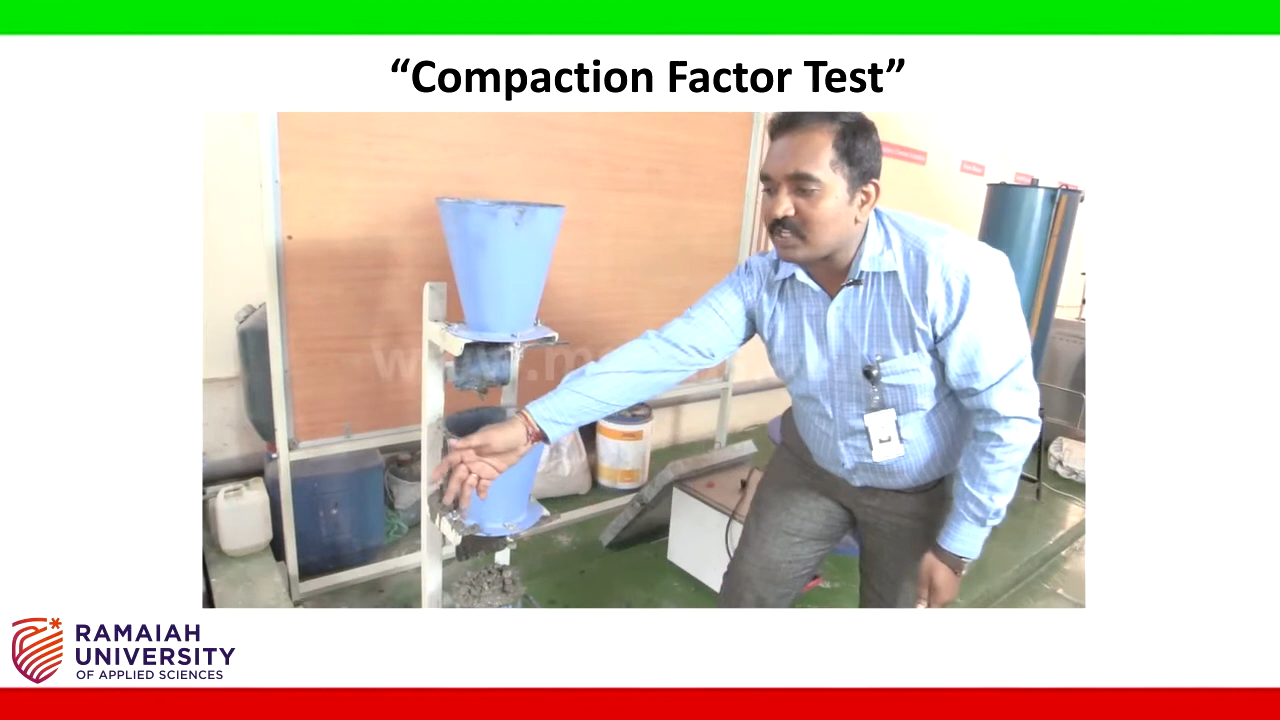 “Compaction Factor Test”
RAMAIAH
UNIVERSITY
OF APPLIED SCIENCES